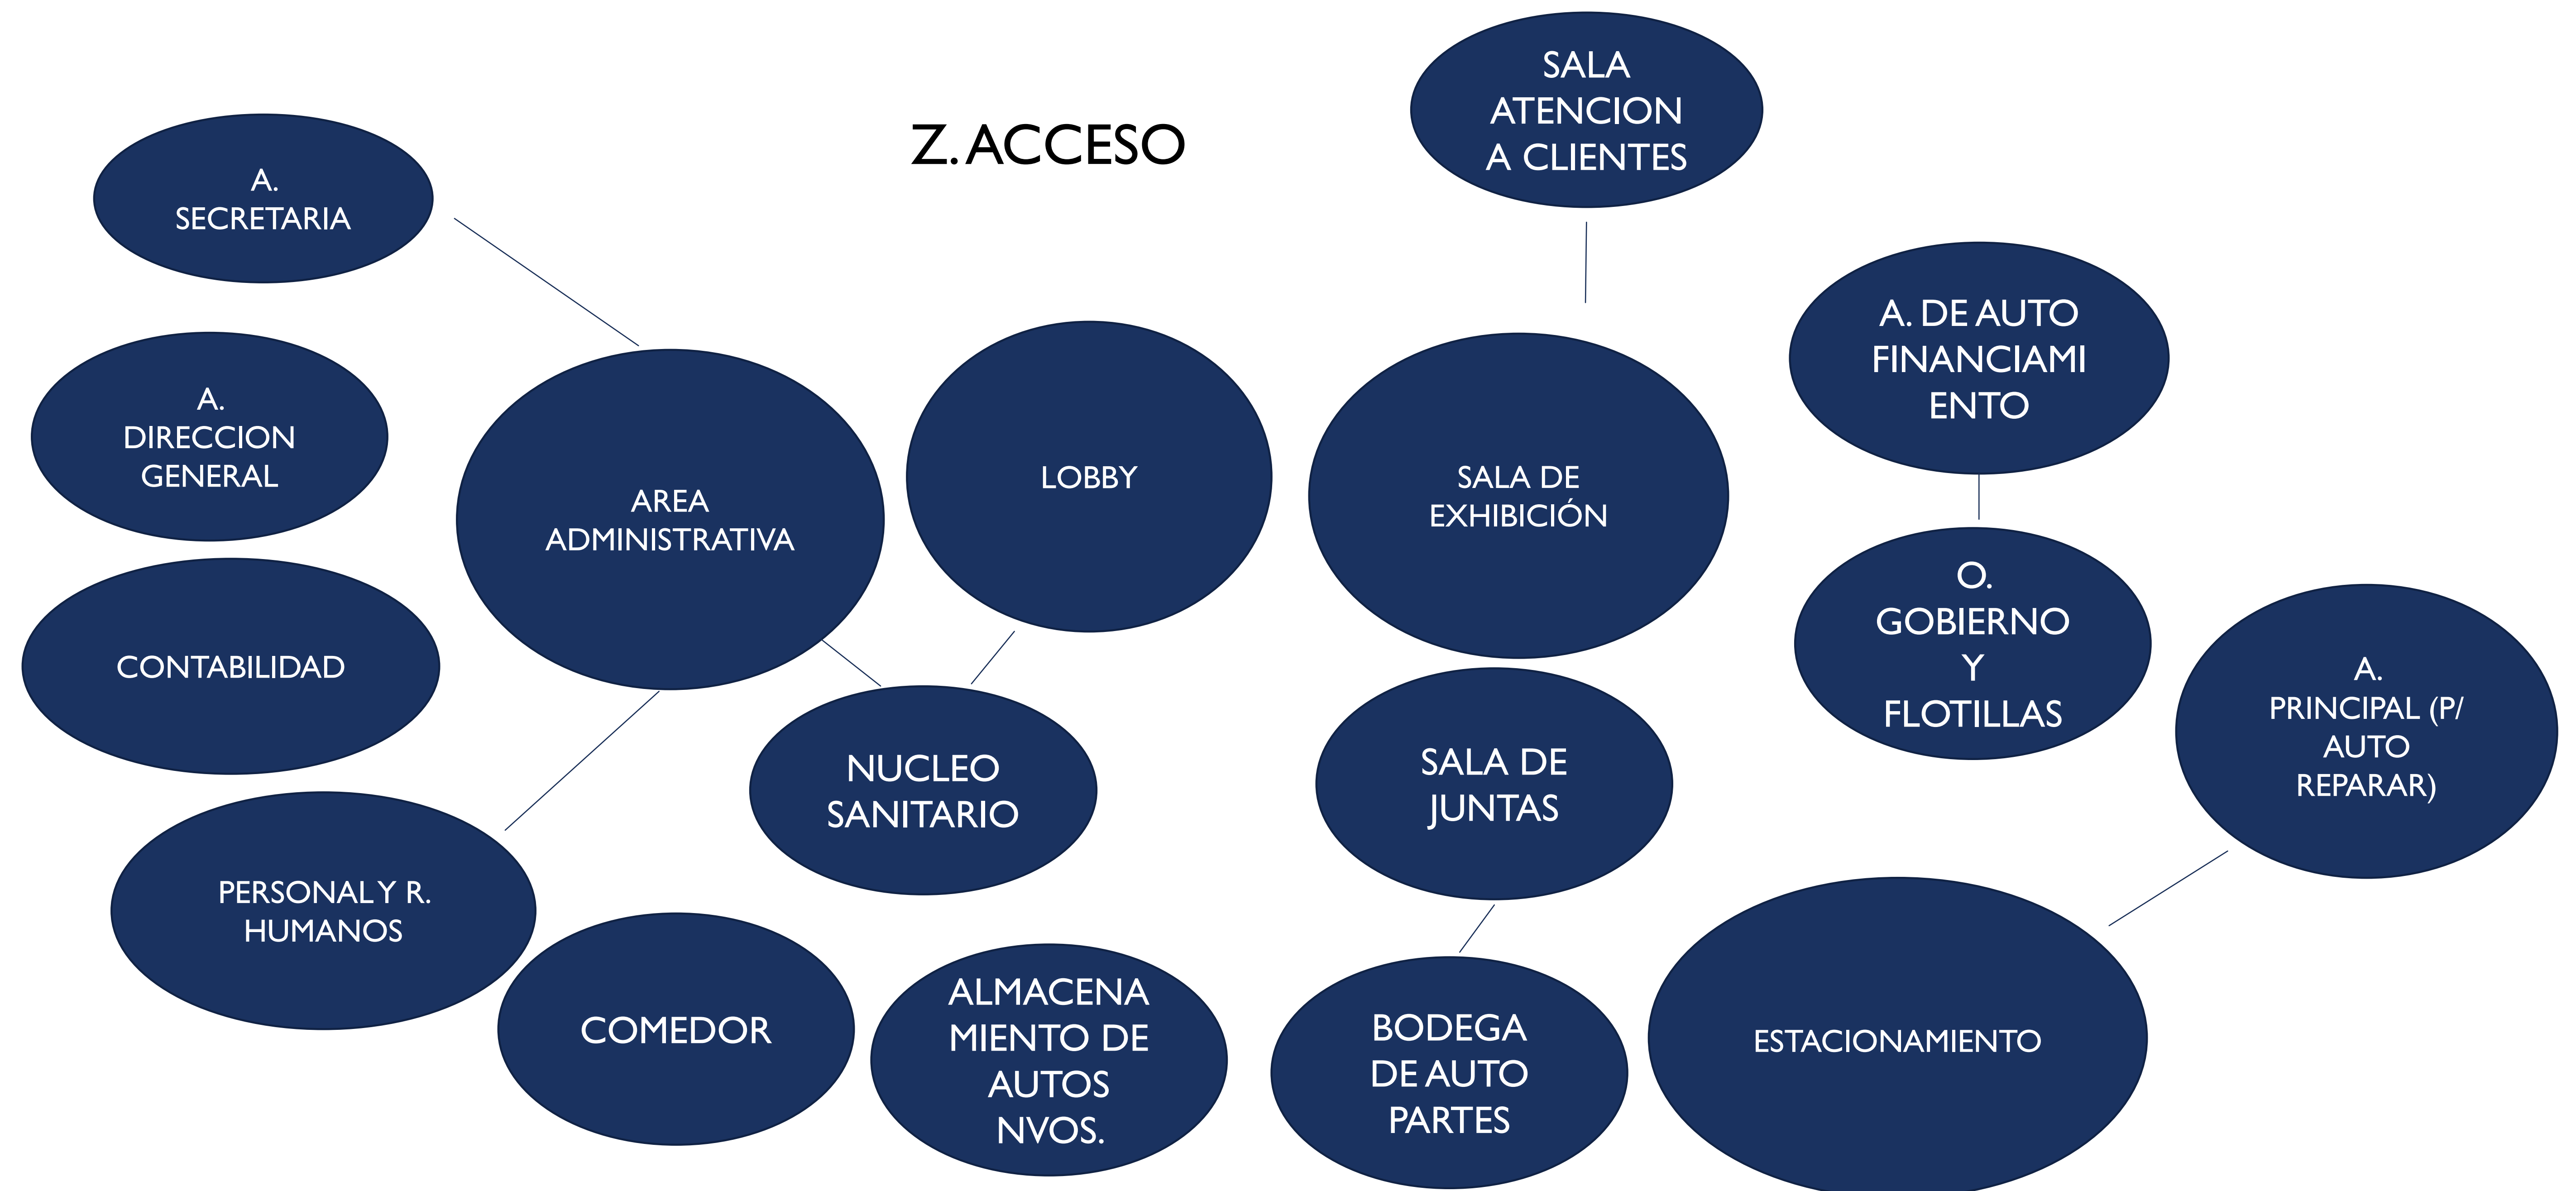 Z. ACCESO
SALA
ATENCION
A CLIENTES
A.
SECRETARIA
A. DE AUTO
FINANCIAMI
ENTO
A.
DIRECCION
GENERAL
AREA
ADMINISTRATIVA
LOBBY
SALA DE
EXHIBICIÓN
O.
GOBIERNO
Y
FLOTILLAS
CONTABILIDAD
A.
PRINCIPAL (P/
AUTO
REPARAR)
NUCLEO
SANITARIO
SALA DE
JUNTAS
PERSONAL Y R.
HUMANOS
COMEDOR
ALMACENA
MIENTO DE
AUTOS
NVOS.
BODEGA
DE AUTO
PARTES
ESTACIONAMIENTO